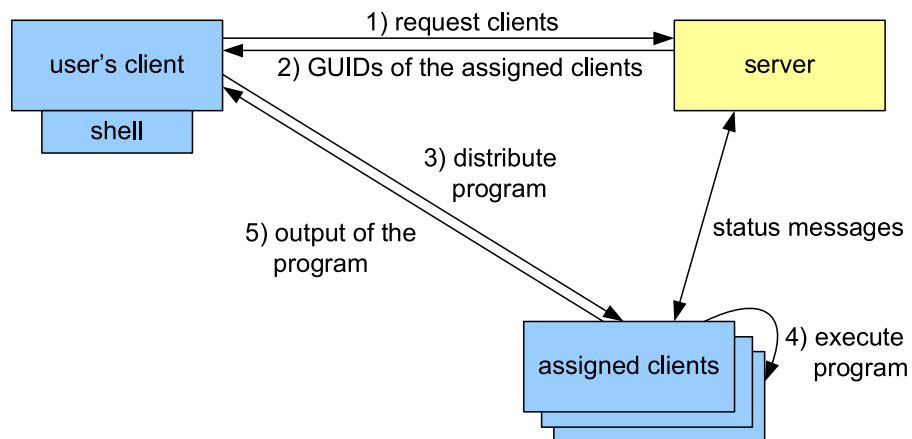 1) request clients
user's client
2) GUIDs of the assigned clients
server
shell
3) distribute
program
5) output of the
program
status messages
assigned clients
4) execute
program